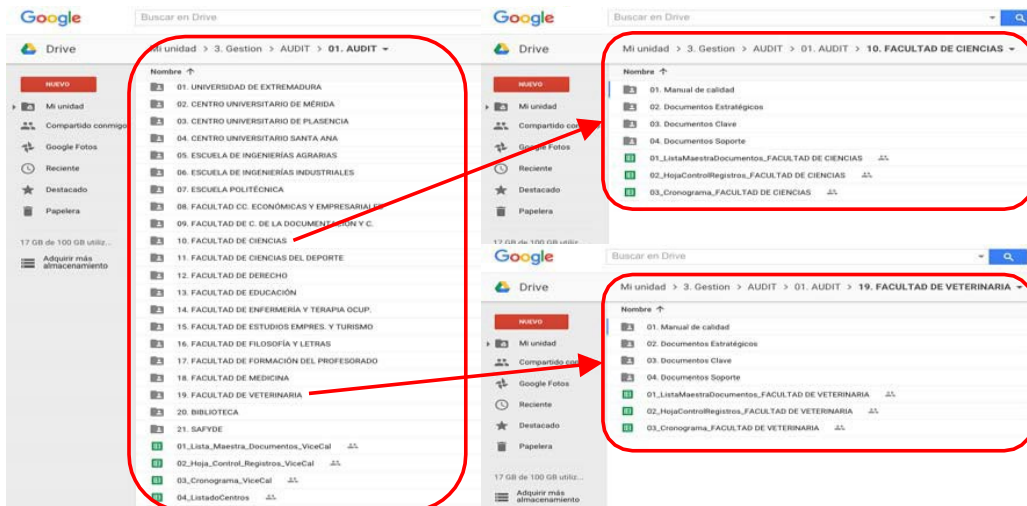 Google
Buscar en Drive
Drive
Mi unidad > 3. Gestion > AUDIT > 01. AUDIT
NUEVO
Mi unidad
Compartido conmigo
Google Fotos
Reciente
Destacado
Papelera
17 GB de 100 GB utiliz...
Adquirir más
almacenamiento
Nombre ↑
01. UNIVERSIDAD DE EXTREMADURA
02. CENTRO UNIVERSITARIO DE MÉRIDA
03. CENTRO UNIVERSITARIO DE PLASENCIA
04. CENTRO UNIVERSITARIO SANTA ANA
05. ESCUELA DE INGENIERÍAS AGRARIAS
06. ESCUELA DE INGENIERÍAS INDUSTRIALES
07. ESCUELA POLITÉCNICA
08. FACULTAD CC. ECONÓMICAS Y EMPRESARIALES
09. FACULTAD DE C. DE LA DOCUMENTACIÓN Y C.
10. FACULTAD DE CIENCIAS
11. FACULTAD DE CIENCIAS DEL DEPORTE
12. FACULTAD DE DERECHO
13. FACULTAD DE EDUCACIÓN
14. FACULTAD DE ENFERMERÍA Y TERAPIA OCUP.
15. FACULTAD DE ESTUDIOS EMPRES. Y TURISMO
16. FACULTAD DE FILOSOFÍA Y LETRAS
17. FACULTAD DE FORMACIÓN DEL PROFESORADO
18. FACULTAD DE MEDICINA
19. FACULTAD DE VETERINARIA
20. BIBLIOTECA
21. SAFYDE
01_Lista_Maestra_Documentos_ViceCal
02_Hoja_Control_Registros_ViceCal
03_Cronograma_ViceCal
04_ListadoCentros
Google
Buscar en Drive
Drive
Mi unidad > 3. Gestion > AUDIT > 01. AUDIT > 10. FACULTAD DE CIENCIAS
NUEVO
Mi unidad
Compartido
Google Fotos
Reciente
Destacado
Papelera
17 GB de 100 GB utiliz...
Nombre ↑
01. Manual de calidad
02. Documentos Estratégicos
03. Documentos Clave
04. Documentos Soporte
01_ListaMaestraDocumentos_FACULTAD DE CIENCIAS
02_HojaControlRegistros_FACULTAD DE CIENCIAS
03_Cronograma_FACULTAD DE CIENCIAS
Google
Buscar en Drive
Drive
Mi unidad > 3. Gestion > AUDIT > 01. AUDIT > 19. FACULTAD DE VETERINARIA
NUEVO
Mi unidad
Compartido
Google Fotos
Reciente
Destacado
Papelera
17 GB de 100 GB utiliz...
Adquirir más
almacenamiento
Nombre ↑
01. Manual de calidad
02. Documentos Estratégicos
03. Documentos Clave
04. Documentos Soporte
01_ListaMaestraDocumentos_FACULTAD DE VETERINARIA
02_HojaControlRegistros_FACULTAD DE VETERINARIA
03_Cronograma_FACULTAD DE VETERINARIA